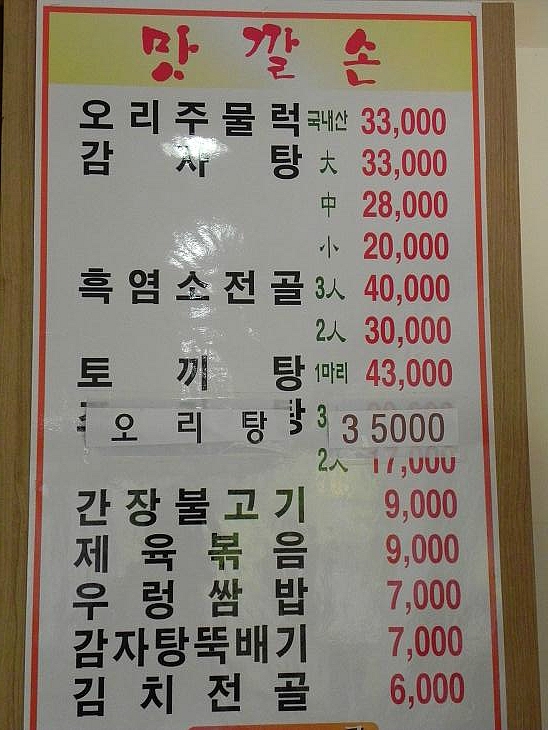 맛깔손
오리주물럭 국내산 33,000
감자탕 大 33,000
中 28,000
小 20,000
흑염소전골 3人 40,000
2人 30,000
토끼탕 1마리 43,000
오리탕 3 5000
2人 17,000
간장불고기 9,000
제육볶음 9,000
우렁쌈밥 7,000
감자탕뚝배기 7,000
김치전골 6,000